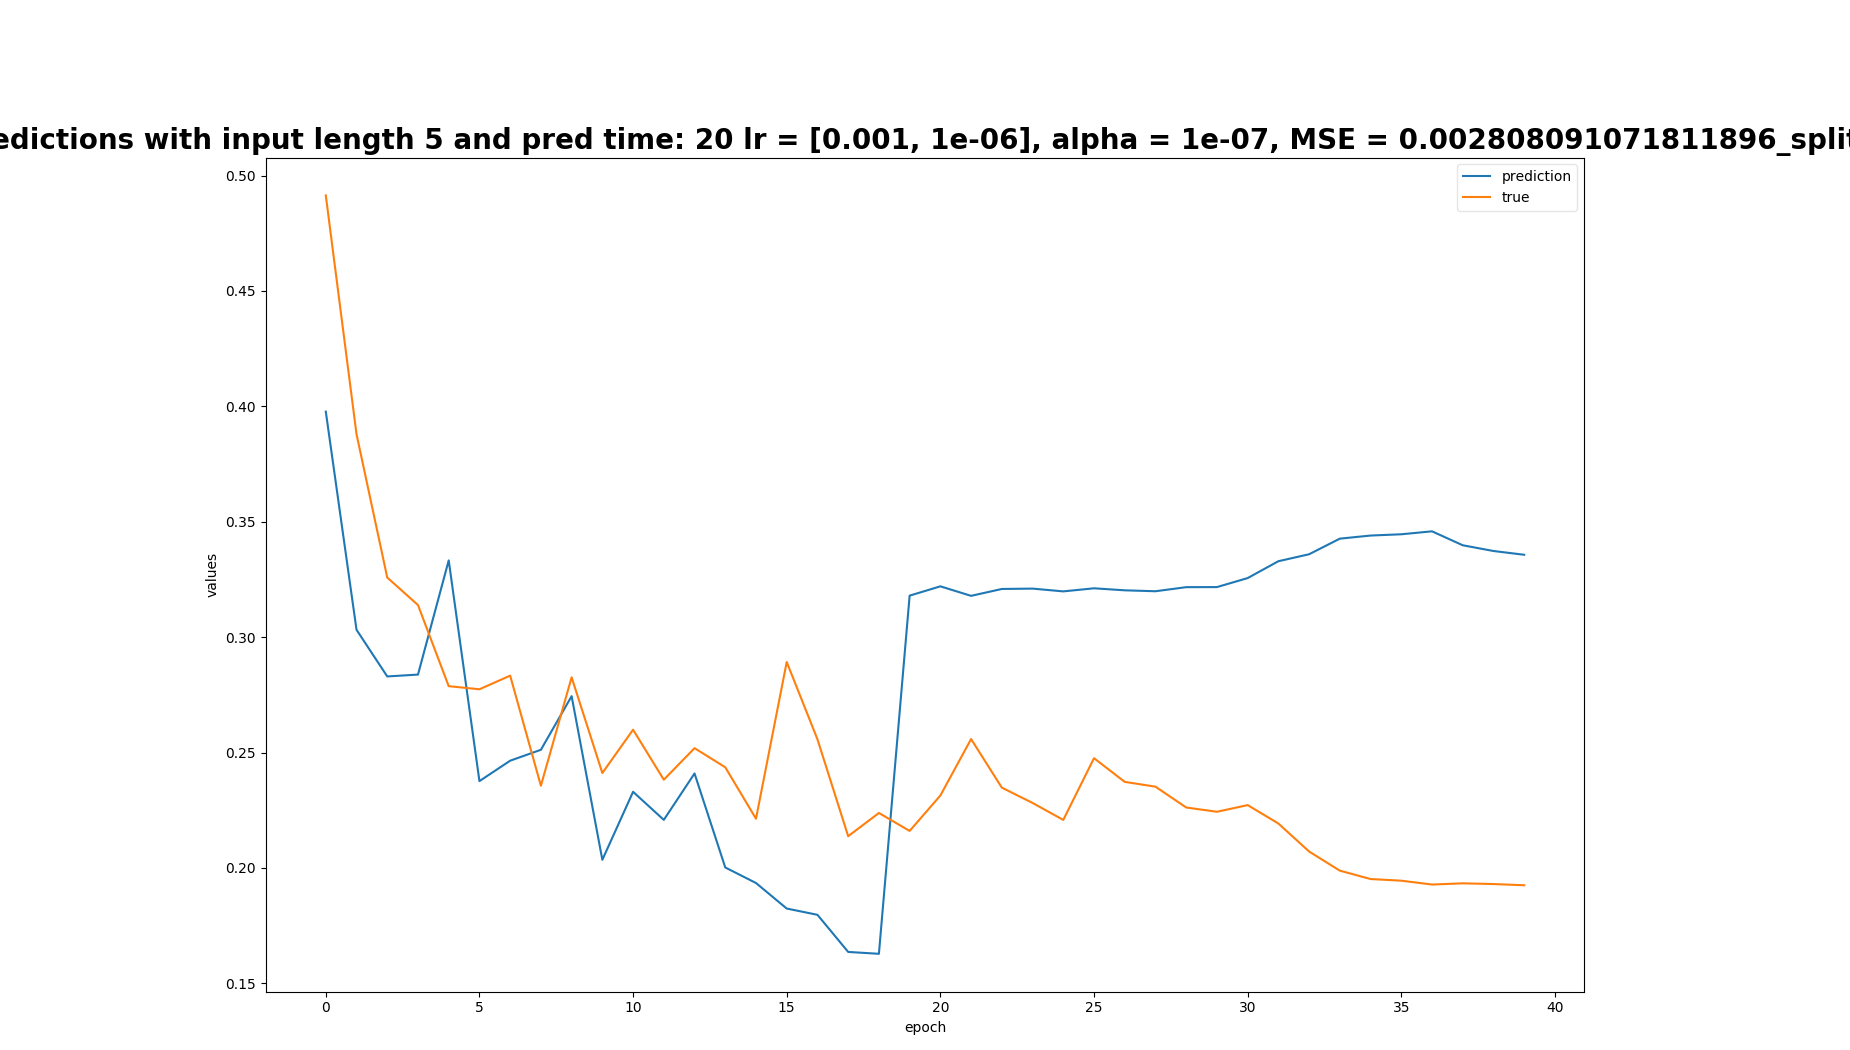 edictions with input length 5 and pred time: 20 lr = [0.001, 1e-06], alpha = 1e-07, MSE = 0.002808091071811896_split
prediction
true
0.50
0.45
0.40
0.35
0.30
0.25
0.20
0.15
values
0 5 10 15 20 25 30 35 40
epoch